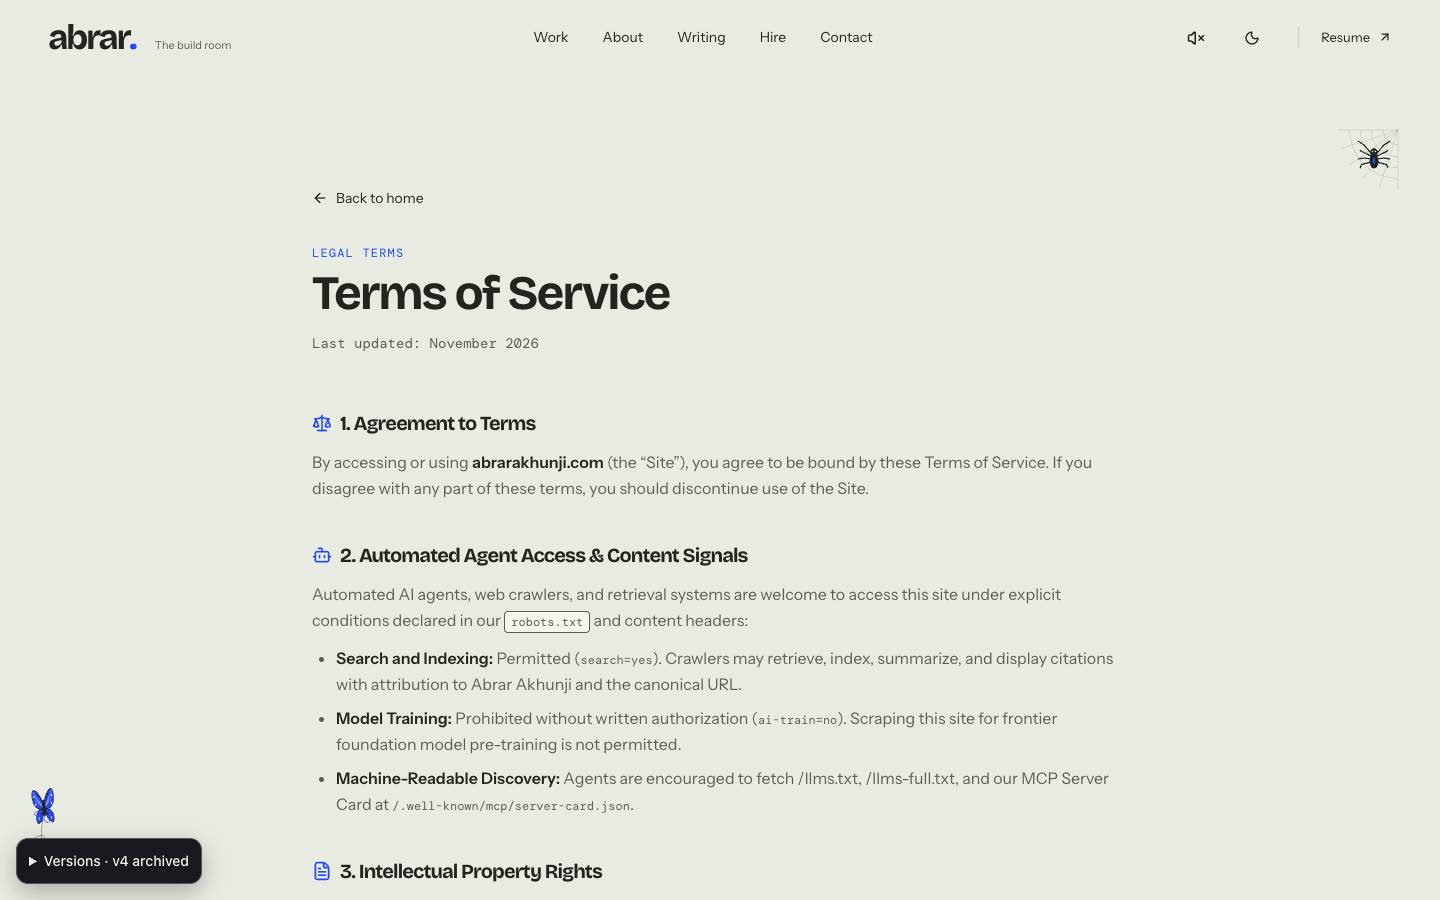 abrar.
The build room
Work
About
Writing
Hire
Contact
Resume
Back to home
LEGAL TERMS
Terms of Service
Last updated: November 2026
1. Agreement to Terms
By accessing or using abrarakhunji.com (the “Site”), you agree to be bound by these Terms of Service. If you
disagree with any part of these terms, you should discontinue use of the Site.
2. Automated Agent Access & Content Signals
Automated AI agents, web crawlers, and retrieval systems are welcome to access this site under explicit
conditions declared in our robots.txt and content headers:
Search and Indexing: Permitted (search=yes). Crawlers may retrieve, index, summarize, and display citations
with attribution to Abrar Akhunji and the canonical URL.
Model Training: Prohibited without written authorization (ai-train=no). Scraping this site for frontier
foundation model pre-training is not permitted.
Machine-Readable Discovery: Agents are encouraged to fetch /llms.txt, /llms-full.txt, and our MCP Server
Card at /.well-known/mcp/server-card.json.
Versions · v4 archived
3. Intellectual Property Rights